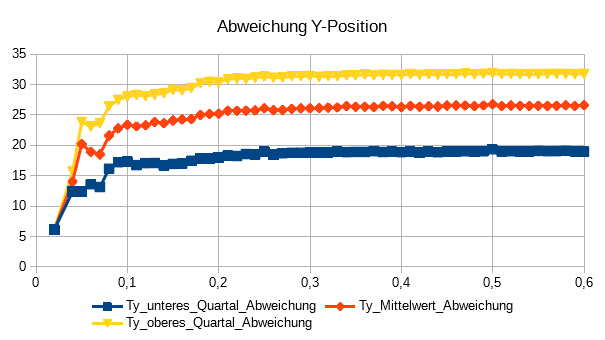 Abweichung Y-Position
35
30
25
20
15
10
5
0
0 0,1 0,2 0,3 0,4 0,5 0,6
Ty_unteres_Quartal_Abweichung Ty_Mittelwert_Abweichung
Ty_oberes_Quartal_Abweichung